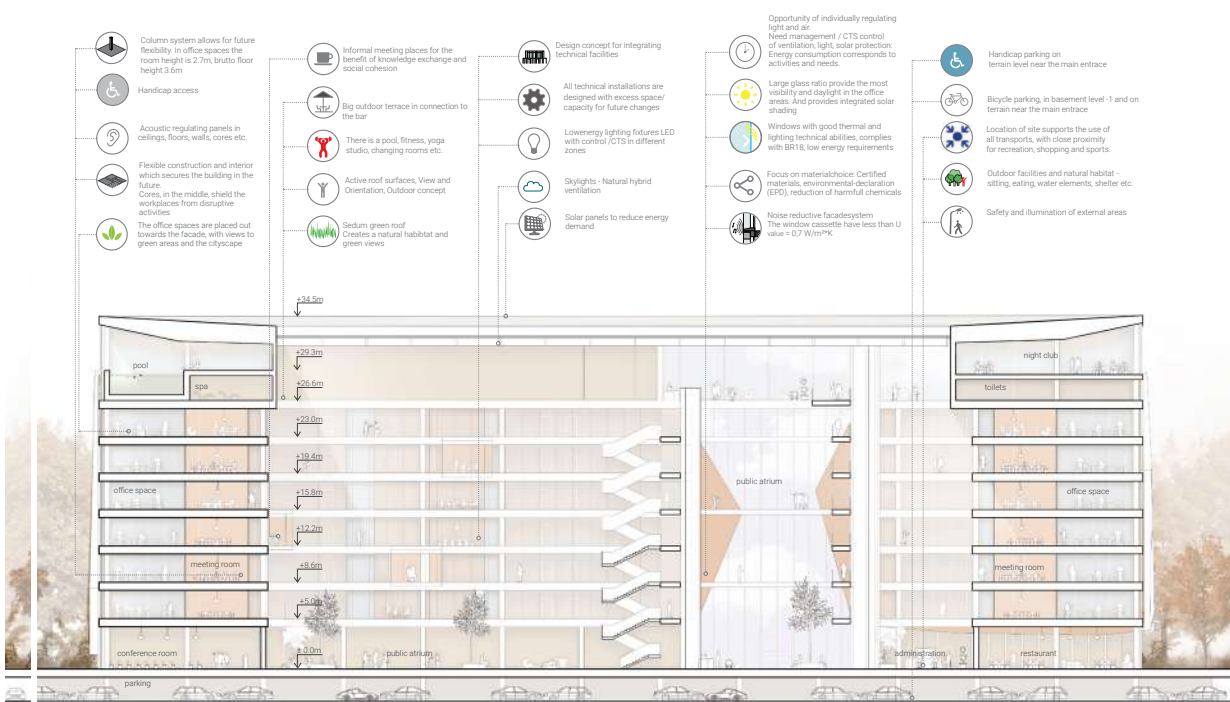 Column system allows for future
flexibility. In office spaces the
room height is 2.7m, brutto floor
height 3.6m
Handicap access
Acoustic regulating panels in
ceilings, floors, walls, cores etc.
Flexible construction and interior
which secures the building in the
future.
Cores, in the middle, shield the
workplaces from disruptive
activities
The office spaces are placed out
towards the facade, with views to
green areas and the cityscape
Informal meeting places for the
benefit of knowledge exchange and
social cohesion
Big outdoor terrace in connection to
the bar
There is a pool, fitness, yoga
studio, changing rooms etc.
Active roof surfaces, View and
Orientation, Outdoor concept
Sedum green roof
Creates a natural habibtat and
green views
Design concept for integrating
technical facilities
All technical installations are
designed with excess space/
capacity for future changes
Lowenergy lighting fixtures LED
with control /CTS in different
zones
Skylights - Natural hybrid
ventilation
Solar panels to reduce energy
demand
Opportunity of individually regulating
light and air.
Need management / CTS control
of ventilation, light, solar protection:
Energy consumption corresponds to
activities and needs.
Large glass ratio provide the most
visibility and daylight in the office
areas. And provides integrated solar
shading
Windows with good thermal and
lighting technical abilities, complies
with BR18, low energy requirements
Focus on materialchoice: Certified
materials, environmental-declaration
(EPD), reduction of harmfull chemicals
Noise reductive facadesystem
The window cassette have less than U
value = 0,7 W/m²*K
Handicap parking on
terrain level near the main entrace
Bicycle parking, in basement level -1 and on
terrain near the main entrace
Location of site supports the use of
all transports, with close proximity
for recreation, shopping and sports.
Outdoor facilities and natural habitat -
sitting, eating, water elements, shelter etc.
Safety and illumination of external areas
+34.5m
+29.3m
night club
pool
spa
+26.6m
toilets
+23.0m
+19.4m
public atrium
office space
+15.8m
office space
+12.2m
meeting room
+8.6m
meeting room
+5.0m
conference room
± 0.0m
public atrium
administration
restaurant
parking